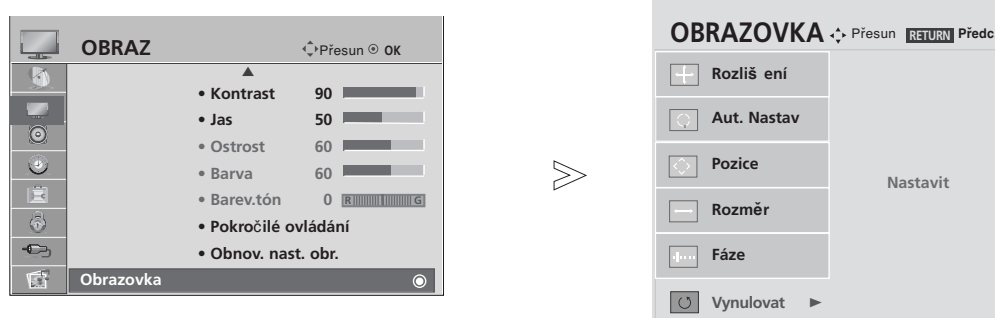 OBRAZ Přesun OK
• Kontrast 90
• Jas 50
• Ostrost 60
• Barva 60
• Barev.tón 0 R G
• Pokročilé ovládání
• Obnov. nast. obr.
Obrazovka
OBRAZOVKA Přesun RETURN Předc
Rozliš ení
Aut. Nastav
Pozice
Rozměr
Fáze
Vynulovat
Nastavit